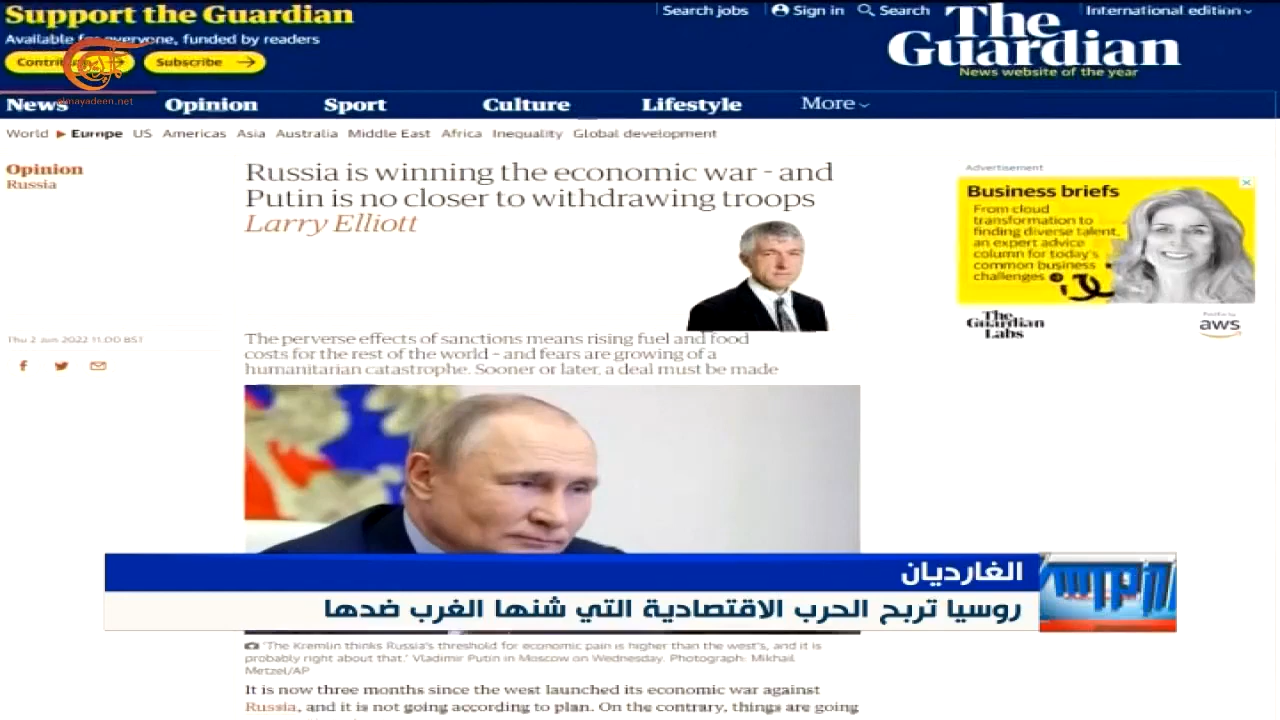 Support the Guardian
Available for everyone, funded by readers
Subscribe →
Search jobs
Sign in
Search
International edition
The Guardian
News website of the year
almayadeen.net
News Opinion Sport Culture Lifestyle More
World ▶ Europe US Americas Asia Australia Middle East Africa Inequality Global development
Opinion
Russia
Russia is winning the economic war - and
Putin is no closer to withdrawing troops
Larry Elliott
Advertisement
Business briefs
From cloud
transformation to
finding diverse talent,
an expert advice
column for today's
common business
challenges
The
Guardian
Labs
aws
Thu 2 Jun 2022 11.00 BST
The perverse effects of sanctions means rising fuel and food
costs for the rest of the world – and fears are growing of a
humanitarian catastrophe. Sooner or later, a deal must be made
الغارديان
روسيا تربح الحرب الاقتصادية التي شنها الغرب ضدها
'The Kremlin thinks Russia's threshold for economic pain is higher than the west's, and it is
probably right about that.' Vladimir Putin in Moscow on Wednesday. Photograph: Mikhail
Metzel/AP
It is now three months since the west launched its economic war against
Russia, and it is not going according to plan. On the contrary, things are going